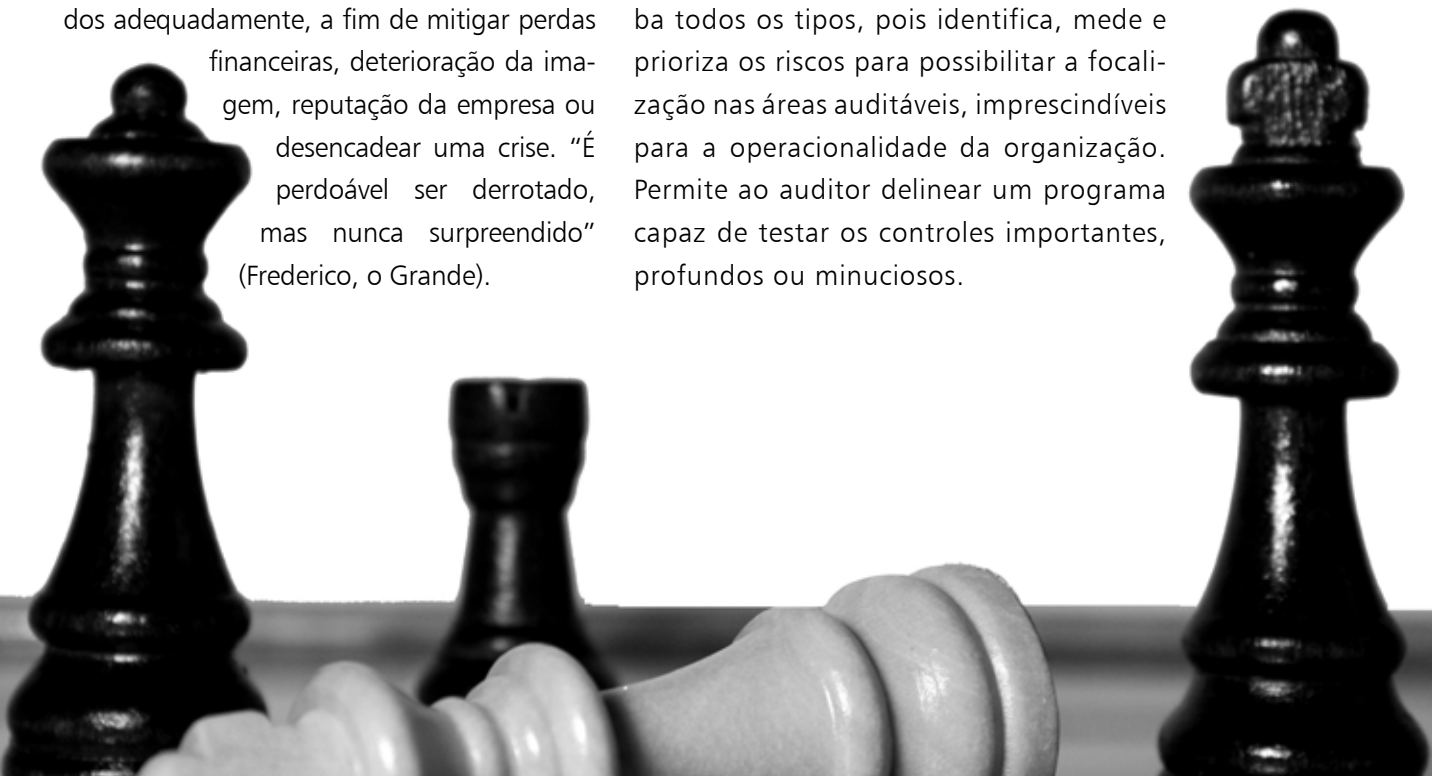 dos adequadamente, a fim de mitigar perdas
financeiras, deterioração da ima-
gem, reputação da empresa ou
desencadear uma crise. “É
perdoável ser derrotado,
mas nunca surpreendido”
(Frederico, o Grande).
ba todos os tipos, pois identifica, mede e
prioriza os riscos para possibilitar a focali-
zação nas áreas auditáveis, imprescindíveis
para a operacionalidade da organização.
Permite ao auditor delinear um programa
capaz de testar os controles importantes,
profundos ou minuciosos.